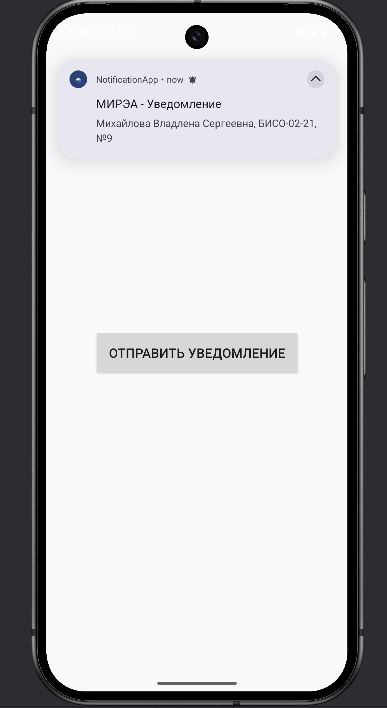 NotificationApp • now
МИРЭА - Уведомление
Михайлова Владлена Сергеевна, БИСО-02-21,
№9
ОТПРАВИТЬ УВЕДОМЛЕНИЕ